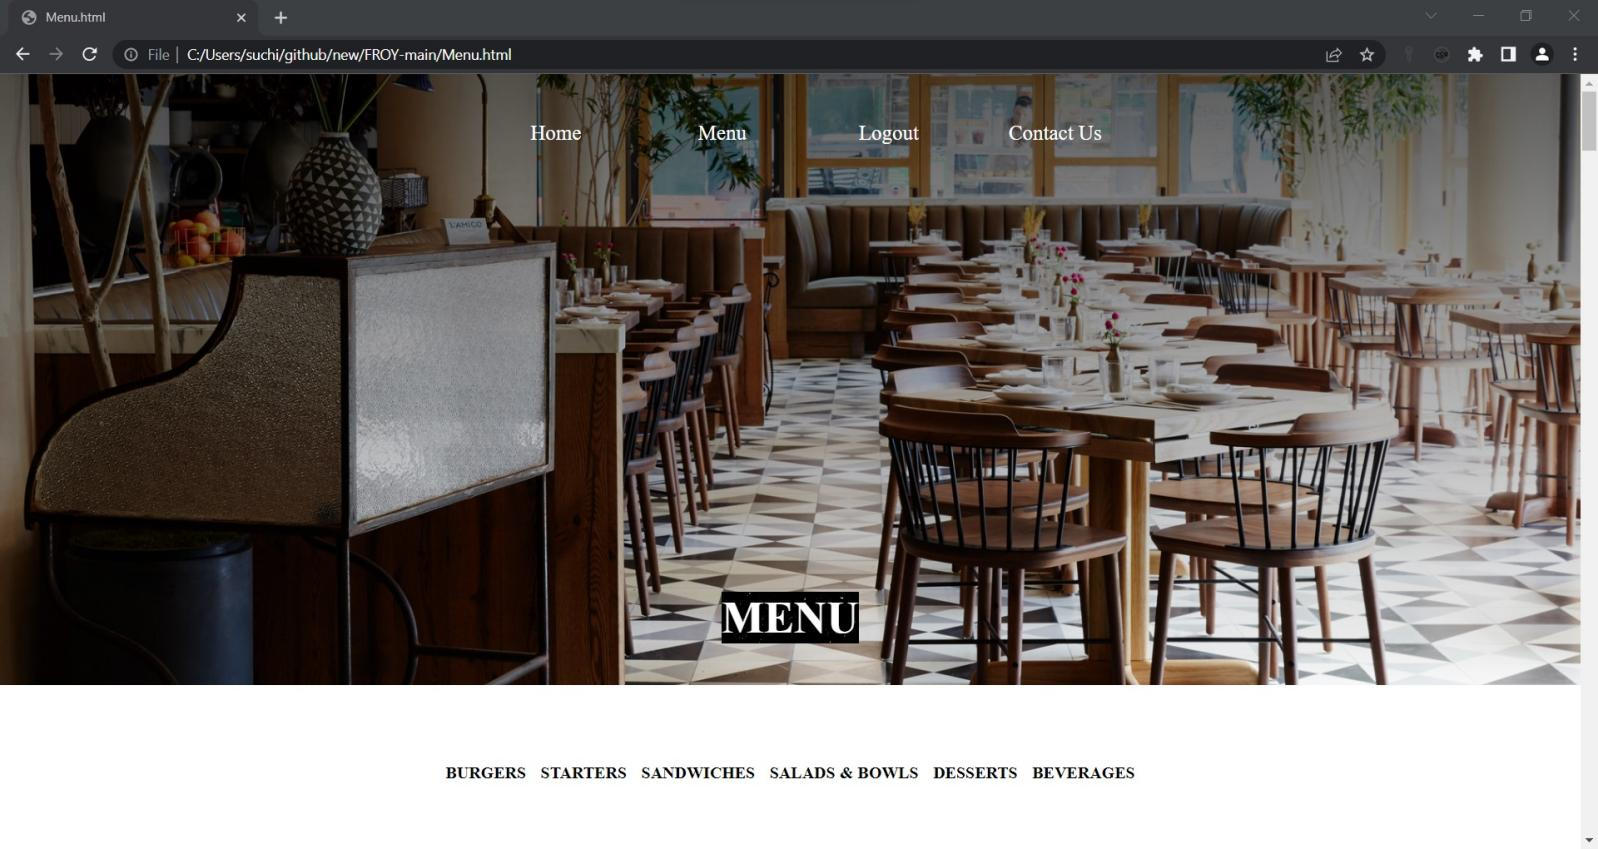 Menu.html
File | C:/Users/suchi/github/new/FROY-main/Menu.html
Home Menu Logout Contact Us
L'AMICO
MENU
BURGERS STARTERS SANDWICHES SALADS & BOWLS DESSERTS BEVERAGES